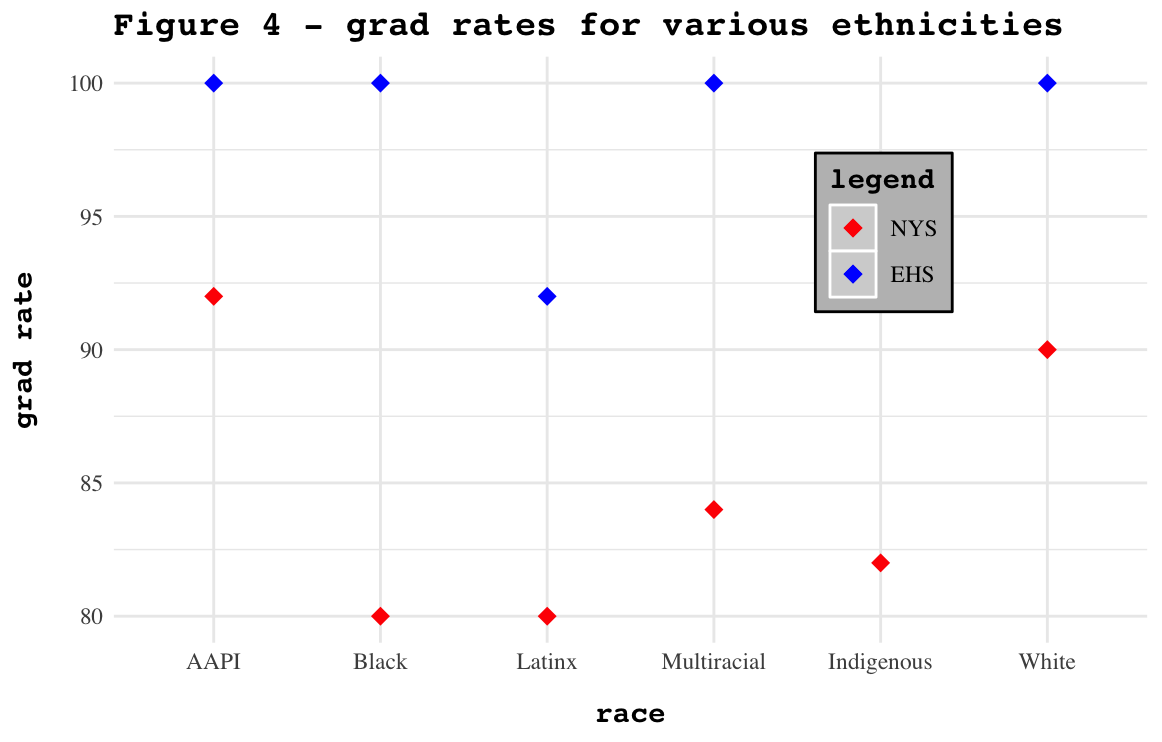 Figure 4 – grad rates for various ethnicities
100
95
90
85
80
grad rate
legend
NYS
EHS
AAPI Black Latinx Multiracial Indigenous White
race